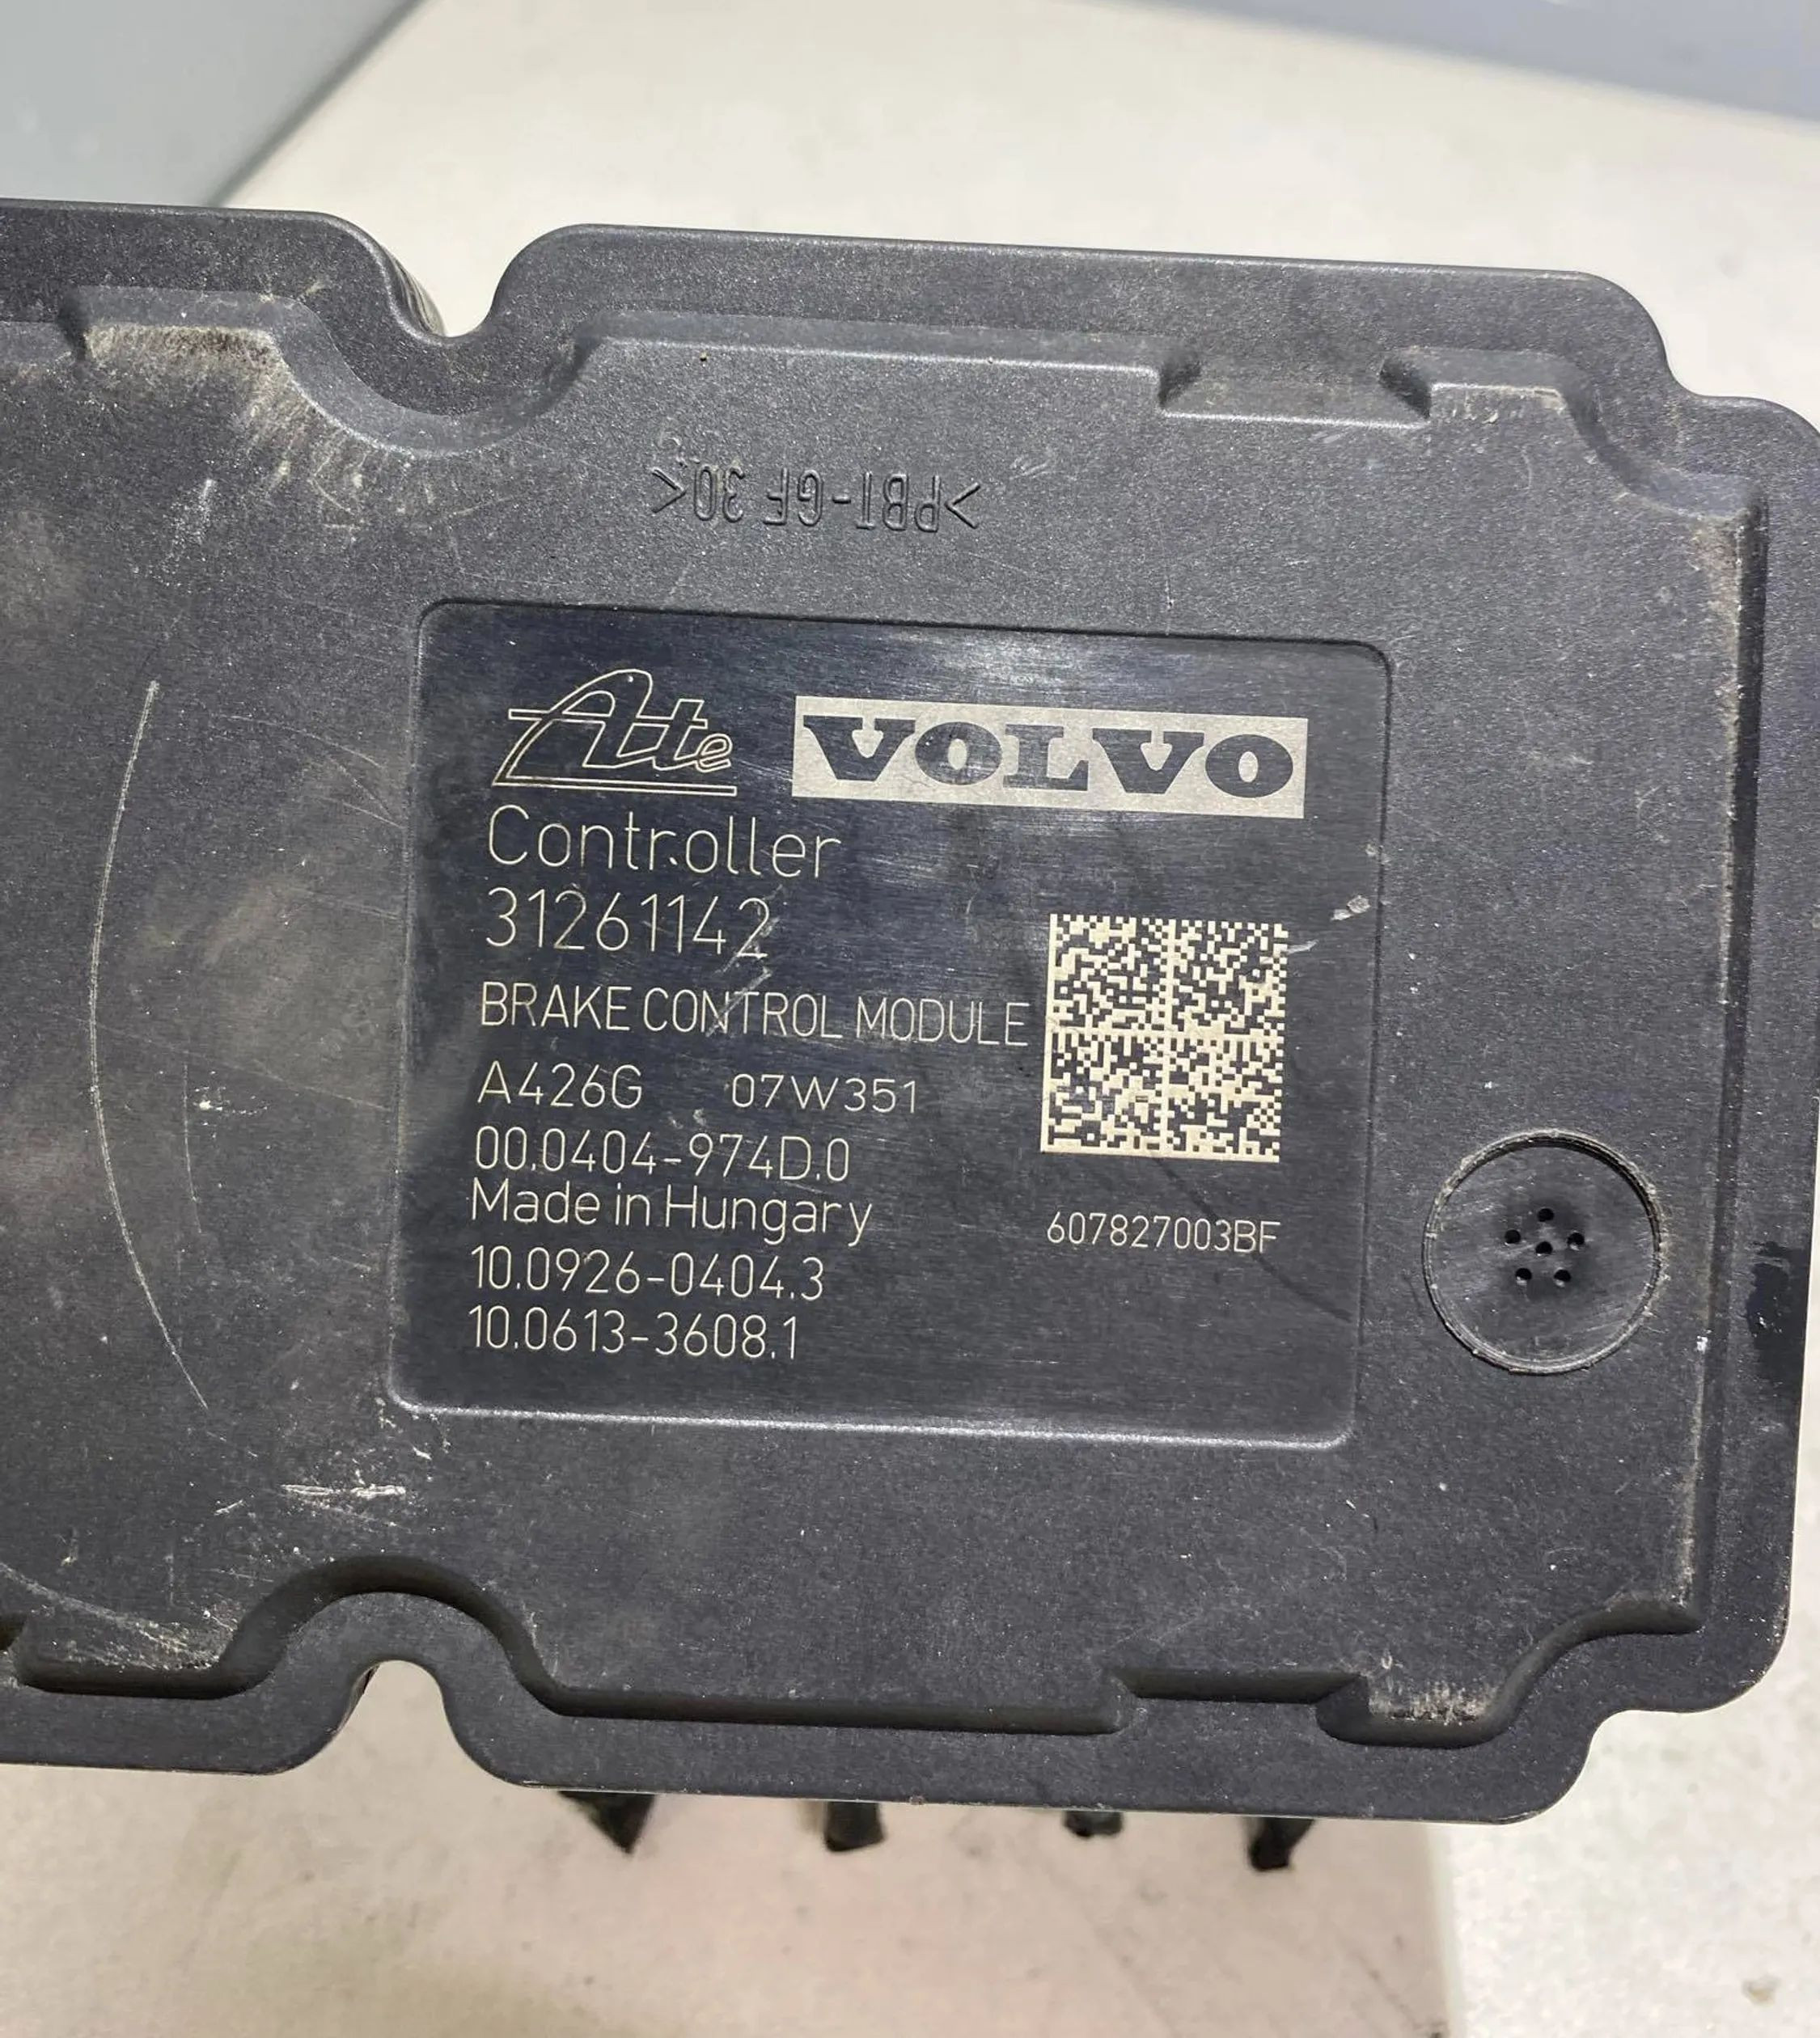 >PBT-GF 30<
Ate VOLVO
Controller
31261142
BRAKE CONTROL MODULE
A426G 07W351
00.0404-974D.0
Made in Hungary
607827003BF
10.0926-0404.3
10.0613-3608.1